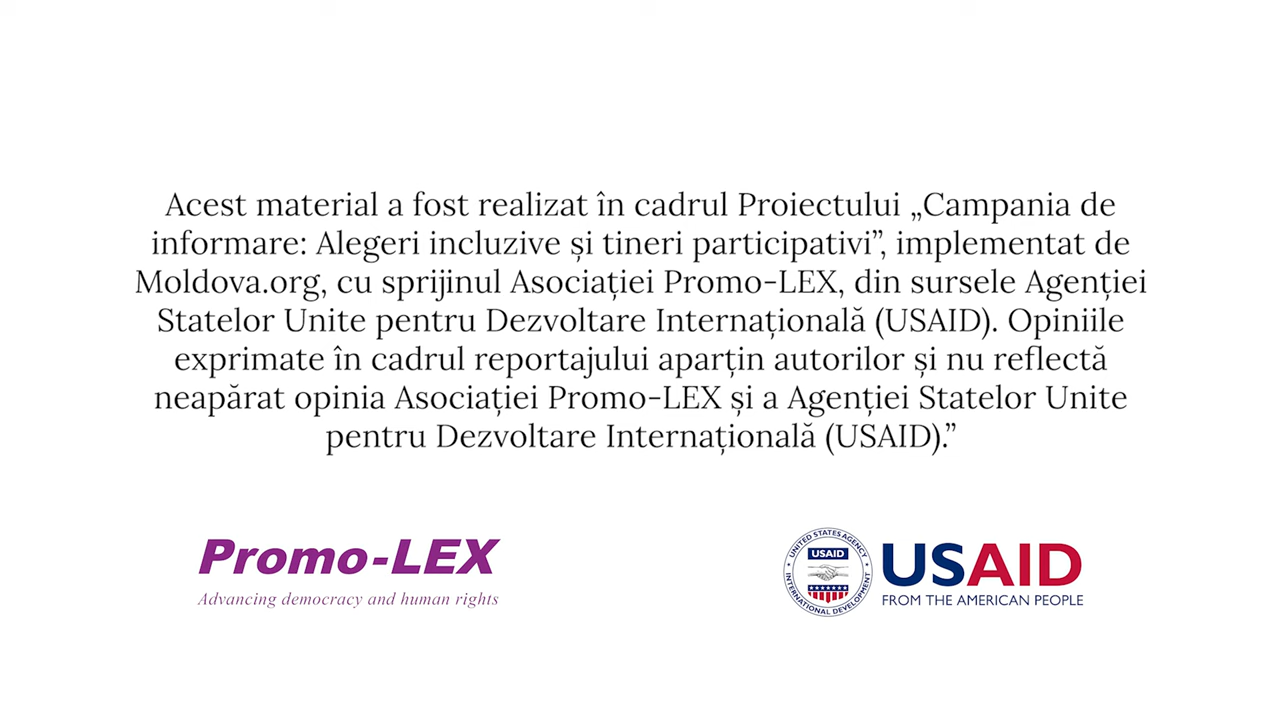 Acest material a fost realizat în cadrul Proiectului „Campania de
informare: Alegeri incluzive și tineri participativi”, implementat de
Moldova.org, cu sprijinul Asociației Promo-LEX, din sursele Agenției
Statelor Unite pentru Dezvoltare Internațională (USAID). Opiniile
exprimate în cadrul reportajului aparțin autorilor și nu reflectă
neapărat opinia Asociației Promo-LEX și a Agenției Statelor Unite
pentru Dezvoltare Internațională (USAID).”
Promo-LEX
Advancing democracy and human rights
UNITED STATES AGENCY
USAID
INTERNATIONAL DEVELOPMENT
USAID
FROM THE AMERICAN PEOPLE